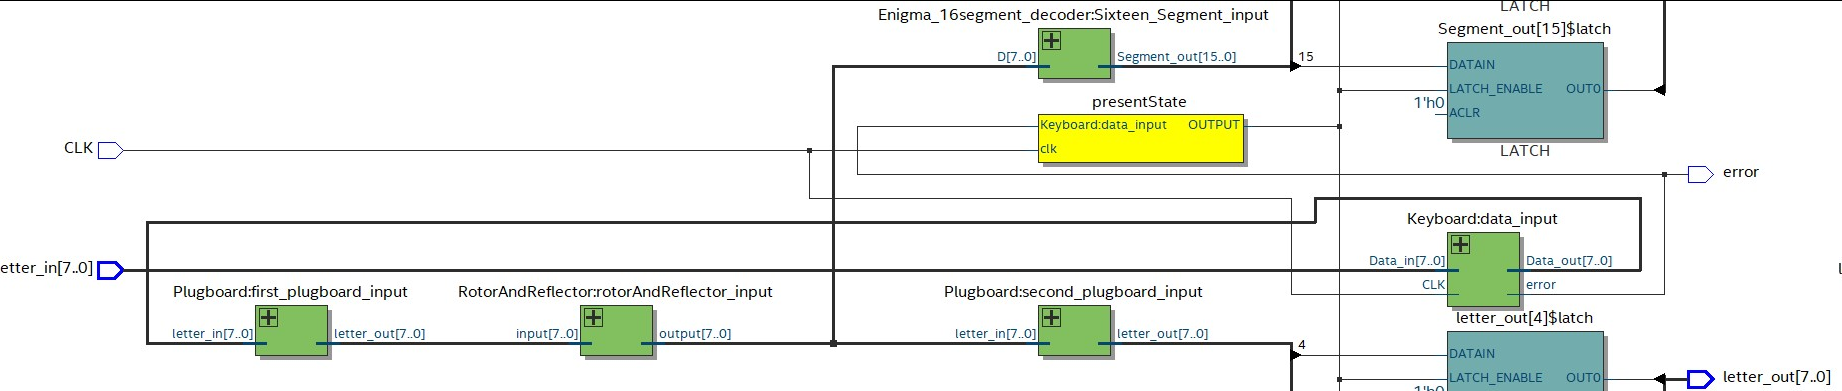 LATCH
Enigma_16segment_decoder:Sixteen_Segment_input
Segment_out[15]$latch
D[7..0] Segment_out[15..0] 15 DATAIN
LATCH_ENABLE OUT0
presentState 1'h0 ACLR
Keyboard:data_input OUTPUT
CLK clk LATCH
error
Keyboard:data_input
etter_in[7..0] Data_in[7..0] Data_out[7..0]
CLK error
Plugboard:first_plugboard_input RotorAndReflector:rotorAndReflector_input Plugboard:second_plugboard_input
letter_out[4]$latch
letter_in[7..0] letter_out[7..0] input[7..0] output[7..0] letter_in[7..0] letter_out[7..0]
4 DATAIN
LATCH_ENABLE OUT0 letter_out[7..0]
1'h0